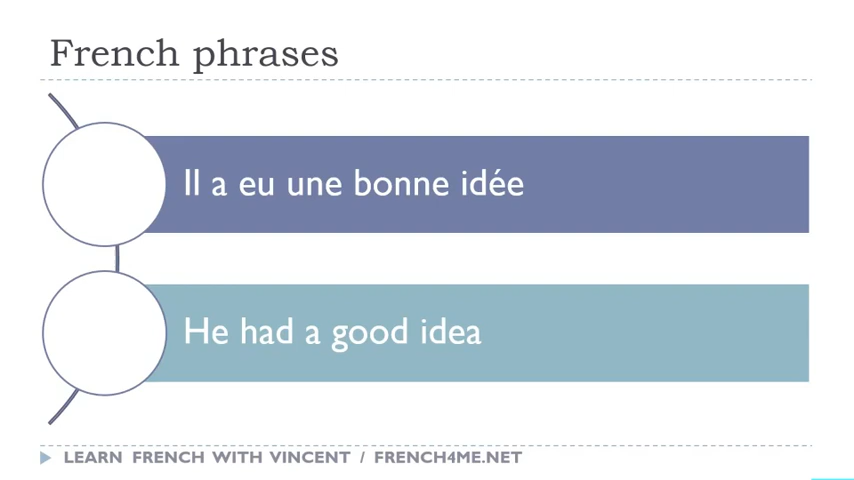 French phrases
Il a eu une bonne idée
He had a good idea
LEARN FRENCH WITH VINCENT / FRENCH4ME.NET